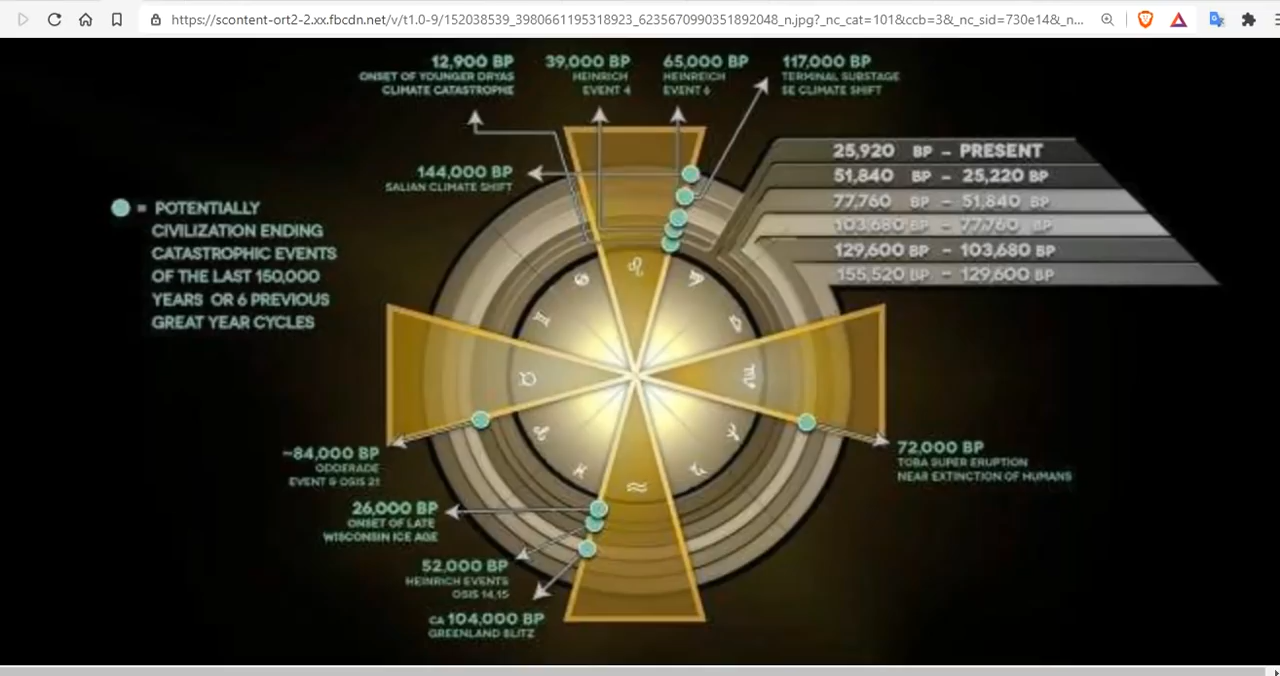 https://scontent-ort2-2.xx.fbcdn.net/v/t1.0-9/152038539_3980661195318923_6235670990351892048_n.jpg?_nc_cat=101&ccb=3&_nc_sid=730e14&_n...
12,900 BP
ONSET OF YOUNGER DRYAS
CLIMATE CATASTROPHE
39,000 BP
HEINRICH
EVENT 4
65,000 BP
HEINREICH
EVENT 6
117,000 BP
TERMINAL SUBSTAGE
5E CLIMATE SHIFT
144,000 BP
SALIAN CLIMATE SHIFT
25,920 BP – PRESENT
51,840 BP – 25,220 BP
77,760 BP – 51,840 BP
103,680 BP – 77,760 BP
129,600 BP – 103,680 BP
155,520 BP – 129,600 BP
= POTENTIALLY
CIVILIZATION ENDING
CATASTROPHIC EVENTS
OF THE LAST 150,000
YEARS OR 6 PREVIOUS
GREAT YEAR CYCLES
♌
♋
♍
♊
♎
♉
♏
♈
♐
♓
♑
♒
~84,000 BP
ODDERADE
EVENT & OSIS 21
72,000 BP
TOBA SUPER ERUPTION
NEAR EXTINCTION OF HUMANS
26,000 BP
ONSET OF LATE
WISCONSIN ICE AGE
52,000 BP
HEINRICH EVENTS
OSIS 14,15
CA 104,000 BP
GREENLAND BLITZ